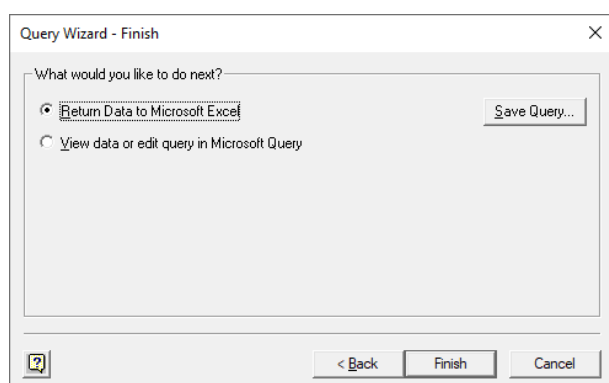 Query Wizard - Finish
What would you like to do next?
Return Data to Microsoft Excel
Save Query...
View data or edit query in Microsoft Query
?
< Back
Finish
Cancel